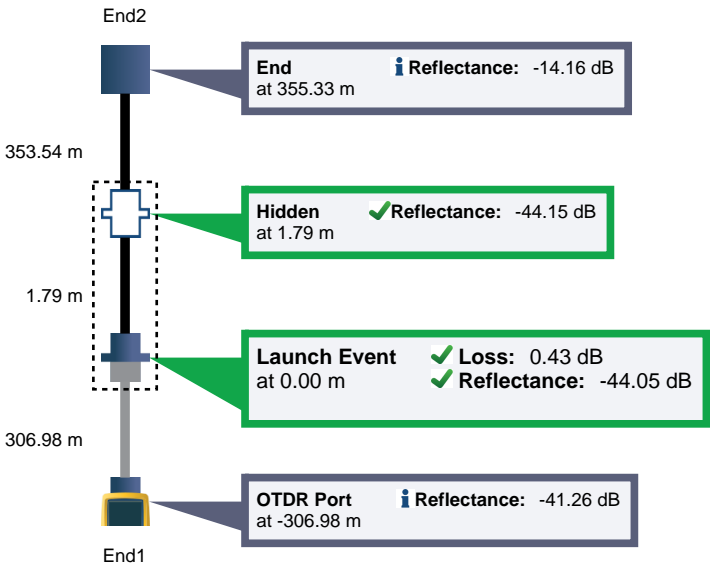 End2
End Reflectance: -14.16 dB
at 355.33 m
353.54 m
Hidden Reflectance: -44.15 dB
at 1.79 m
1.79 m
Launch Event Loss: 0.43 dB
at 0.00 m Reflectance: -44.05 dB
306.98 m
OTDR Port Reflectance: -41.26 dB
at -306.98 m
End1